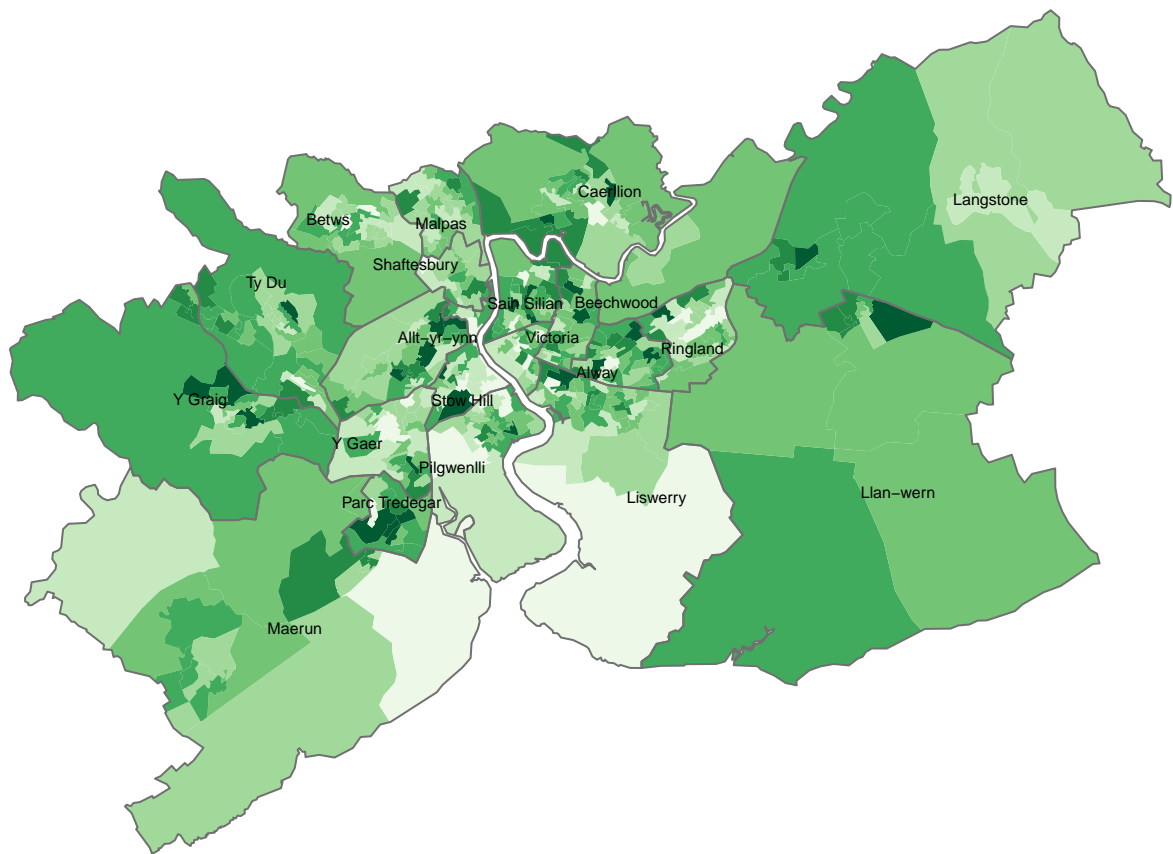 Caerllion
Langstone
Betws
Malpas
Shaftesbury
Ty Du
Sain Silian
Beechwood
Allt−yr−ynn
Victoria
Ringland
Alway
Y Graig
Stow Hill
Y Gaer
Pilgwenlli
Llan−wern
Liswerry
Parc Tredegar
Maerun